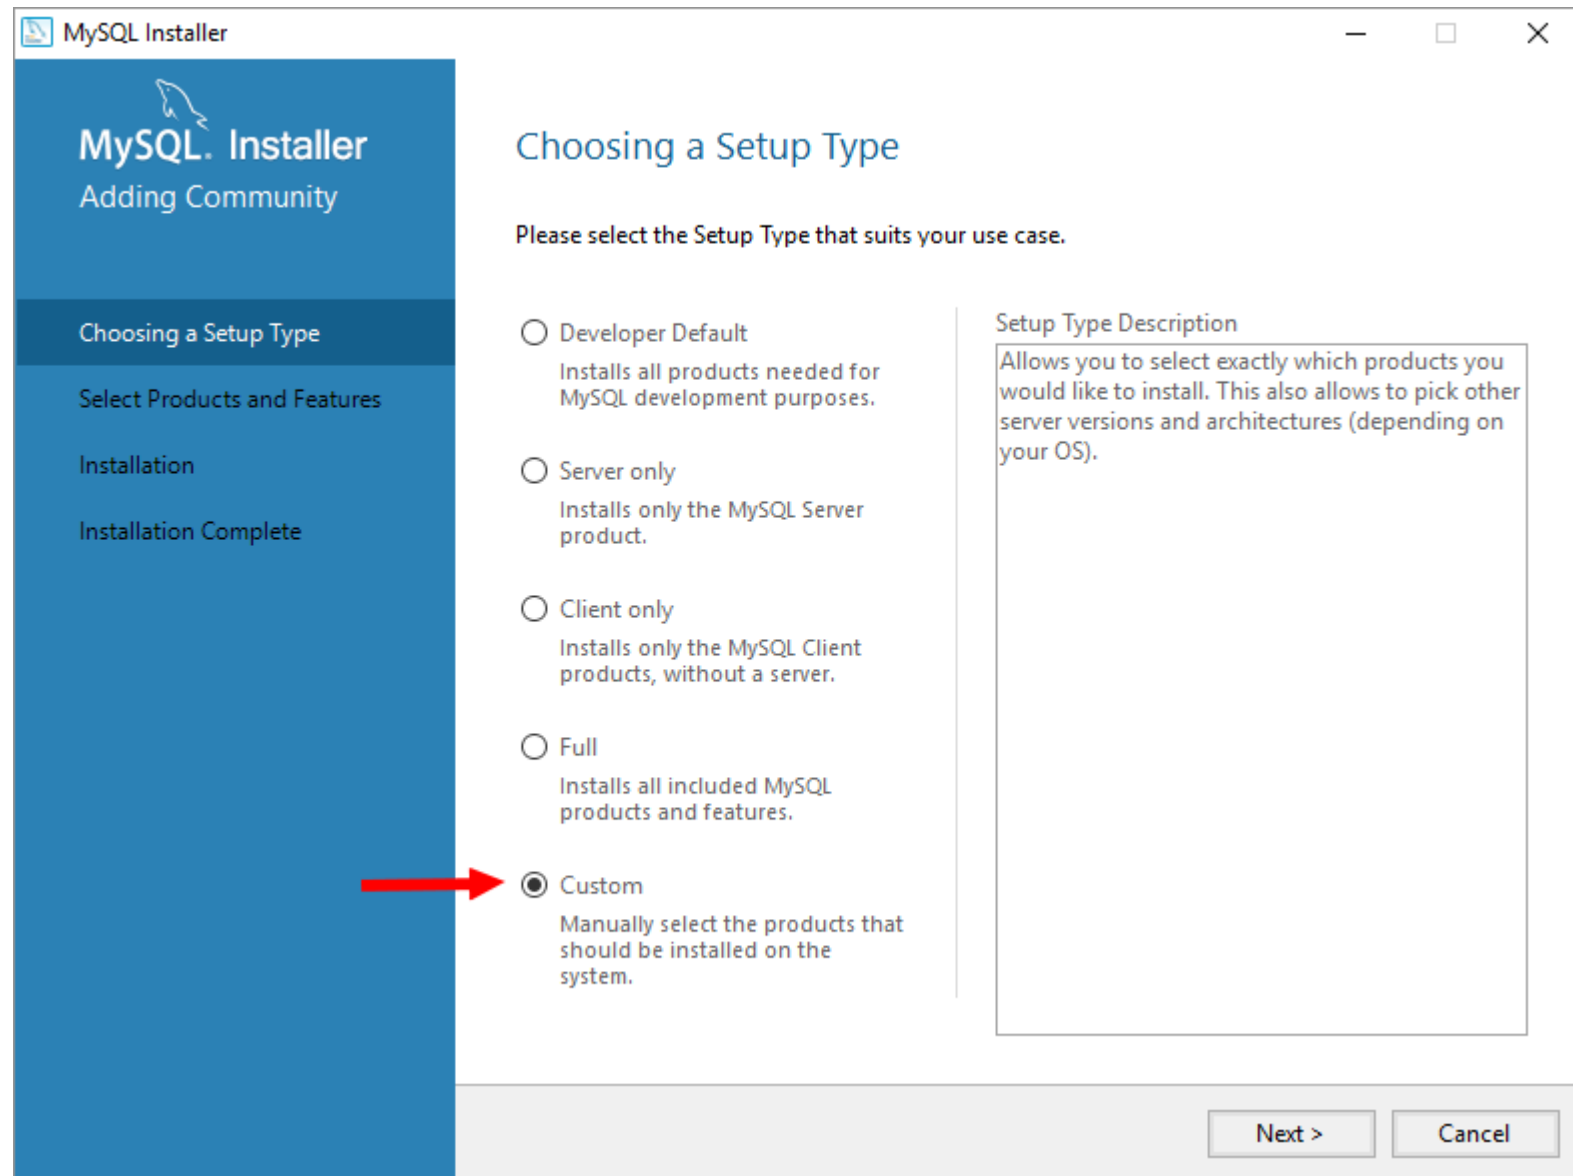 MySQL Installer
MySQL. Installer
Adding Community
Choosing a Setup Type
Select Products and Features
Installation
Installation Complete
Choosing a Setup Type
Please select the Setup Type that suits your use case.
Developer Default
Installs all products needed for
MySQL development purposes.
Server only
Installs only the MySQL Server
product.
Client only
Installs only the MySQL Client
products, without a server.
Full
Installs all included MySQL
products and features.
Custom
Manually select the products that
should be installed on the
system.
Setup Type Description
Allows you to select exactly which products you
would like to install. This also allows to pick other
server versions and architectures (depending on
your OS).
Next >
Cancel